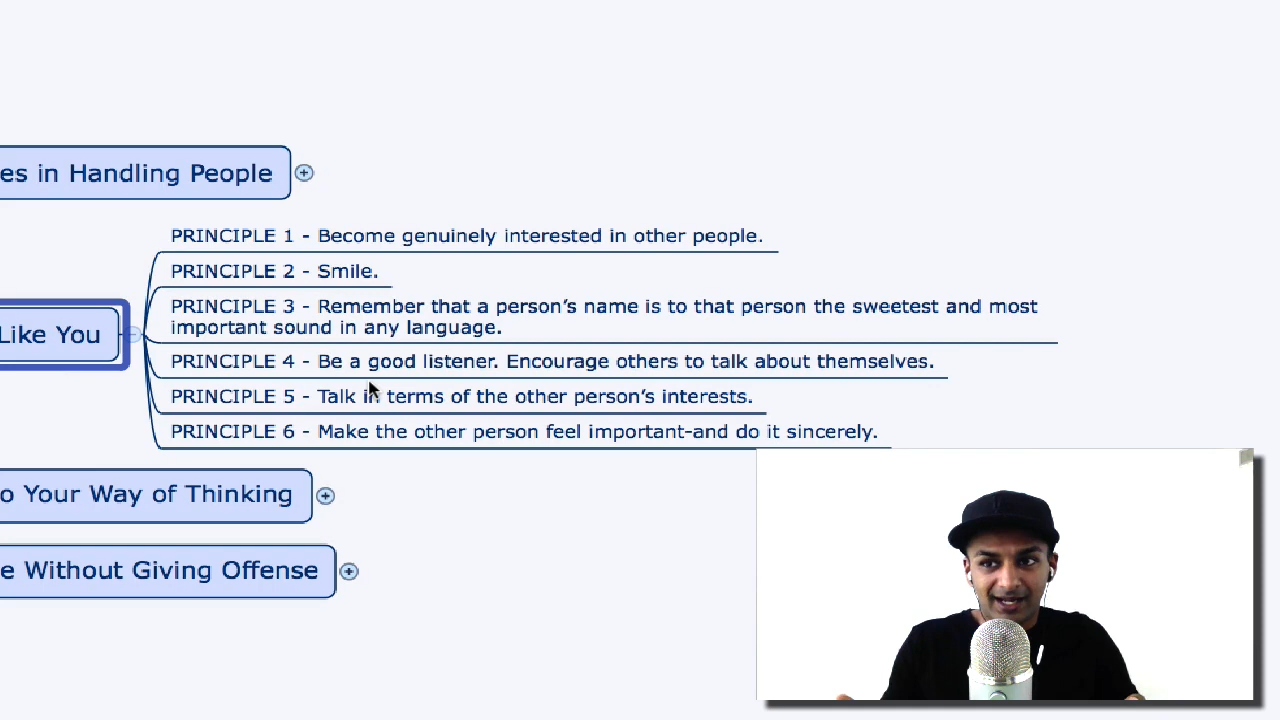 es in Handling People
PRINCIPLE 1 - Become genuinely interested in other people.
PRINCIPLE 2 - Smile.
PRINCIPLE 3 - Remember that a person’s name is to that person the sweetest and most
important sound in any language.
Like You
PRINCIPLE 4 - Be a good listener. Encourage others to talk about themselves.
PRINCIPLE 5 - Talk in terms of the other person’s interests.
PRINCIPLE 6 - Make the other person feel important-and do it sincerely.
o Your Way of Thinking
e Without Giving Offense